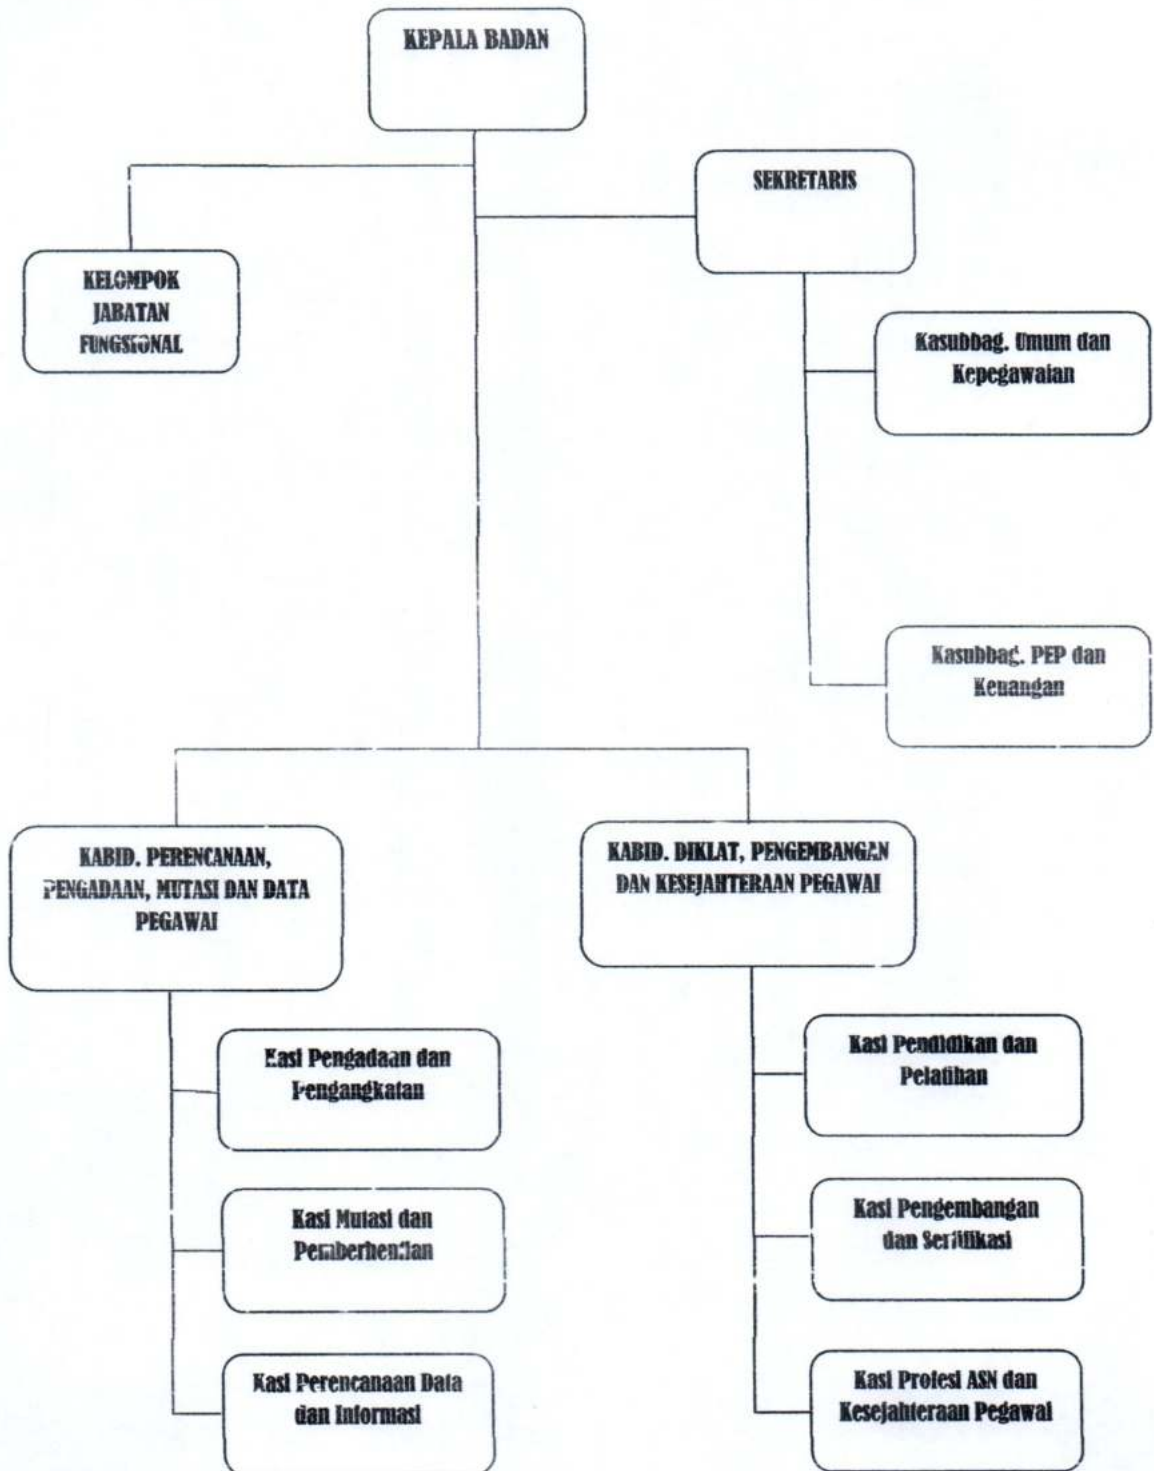 KEPALA BADAN
SEKRETARIS
KELOMPOK
JABATAN
FUNGSIONAL
Kasubbag. Umum dan
Kepegawaian
Kasubbag. PEP dan
Keuangan
KABID. PERENCANAAN,
PENGADAAN, MUTASI DAN DATA
PEGAWAI
KABID. DIKLAT, PENGEMBANGAN
DAN KESEJAHTERAAN PEGAWAI
Kasi Pengadaan dan
Pengangkatan
Kasi Mutasi dan
Pemberhentian
Kasi Perencanaan Data
dan Informasi
Kasi Pendidikan dan
Pelatihan
Kasi Pengembangan
dan Sertifikasi
Kasi Profesi ASN dan
Kesejahteraan Pegawai